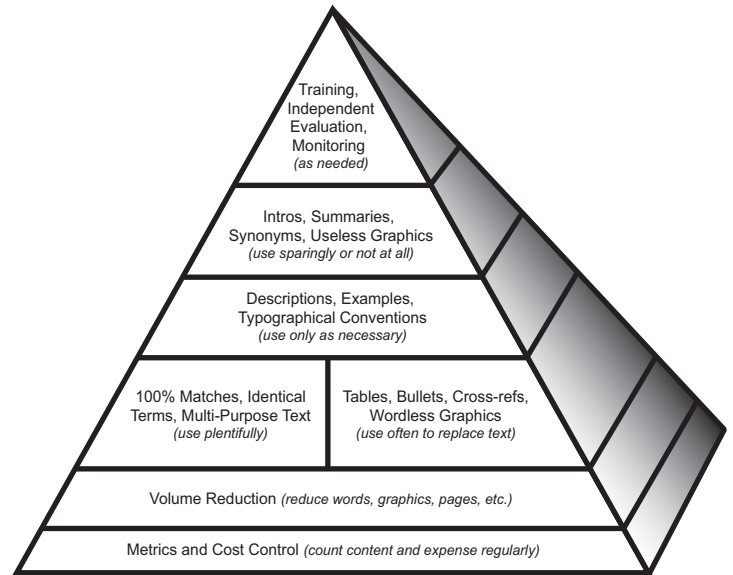 Training,
Independent
Evaluation,
Monitoring
(as needed)
Intros, Summaries,
Synonyms, Useless Graphics
(use sparingly or not at all)
Descriptions, Examples,
Typographical Conventions
(use only as necessary)
100% Matches, Identical
Terms, Multi-Purpose Text
(use plentifully)
Tables, Bullets, Cross-refs,
Wordless Graphics
(use often to replace text)
Volume Reduction (reduce words, graphics, pages, etc.)
Metrics and Cost Control (count content and expense regularly)